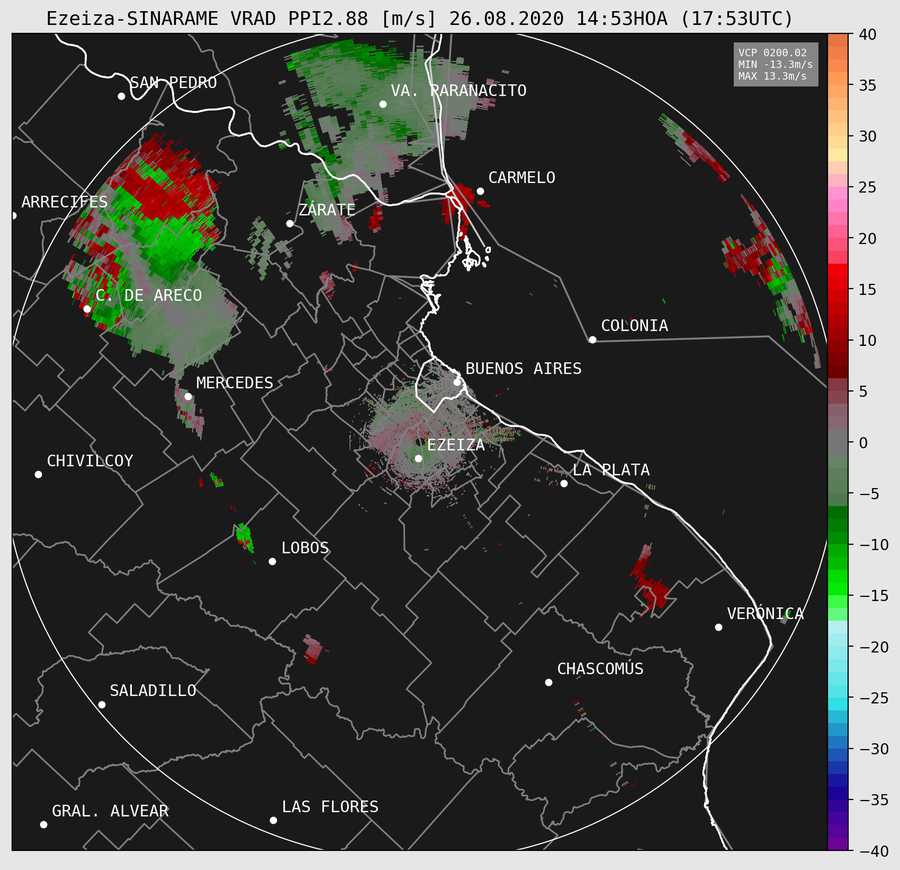 Ezeiza-SINARAME VRAD PPI2.88 [m/s] 26.08.2020 14:53HOA (17:53UTC)
VCP 0200.02
MIN -13.3m/s
MAX 13.3m/s
SAN PEDRO
VA. PARANACITO
CARMELO
ARRECIFES
ZÁRATE
C. DE ARECO
COLONIA
BUENOS AIRES
MERCEDES
EZEIZA
CHIVILCOY
LA PLATA
LOBOS
VERÓNICA
CHASCOMÚS
SALADILLO
LAS FLORES
GRAL. ALVEAR
40
35
30
25
20
15
10
5
0
−5
−10
−15
−20
−25
−30
−35
−40